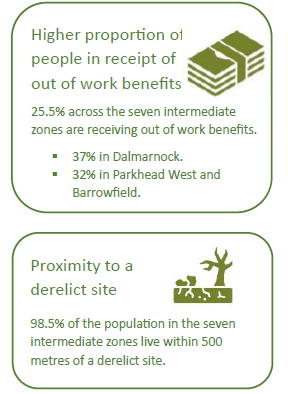 Higher proportion of
people in receipt of
out of work benefits
25.5% across the seven intermediate
zones are receiving out of work benefits.
▪ 37% in Dalmarnock.
▪ 32% in Parkhead West and
Barrowfield.
Proximity to a
derelict site
98.5% of the population in the seven
intermediate zones live within 500
metres of a derelict site.